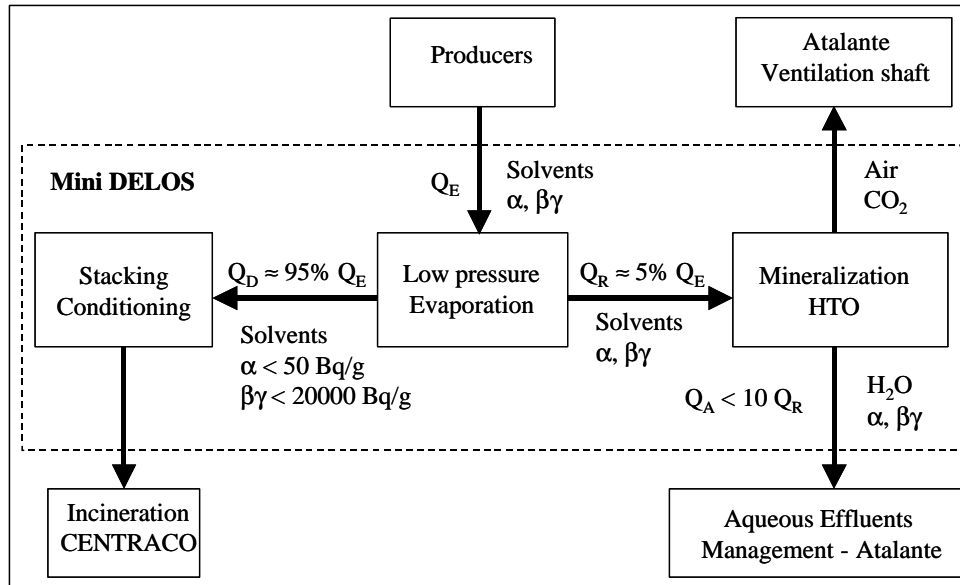 Producers
Atalante
Ventilation shaft
Mini DELOS
Q_E
Solvents
α, βγ
Air
CO₂
Stacking
Conditioning
Q_D ≈ 95% Q_E
Solvents
α < 50 Bq/g
βγ < 20000 Bq/g
Low pressure
Evaporation
Q_R ≈ 5% Q_E
Solvents
α, βγ
Mineralization
HTO
Q_A < 10 Q_R
H₂O
α, βγ
Incineration
CENTRACO
Aqueous Effluents
Management - Atalante